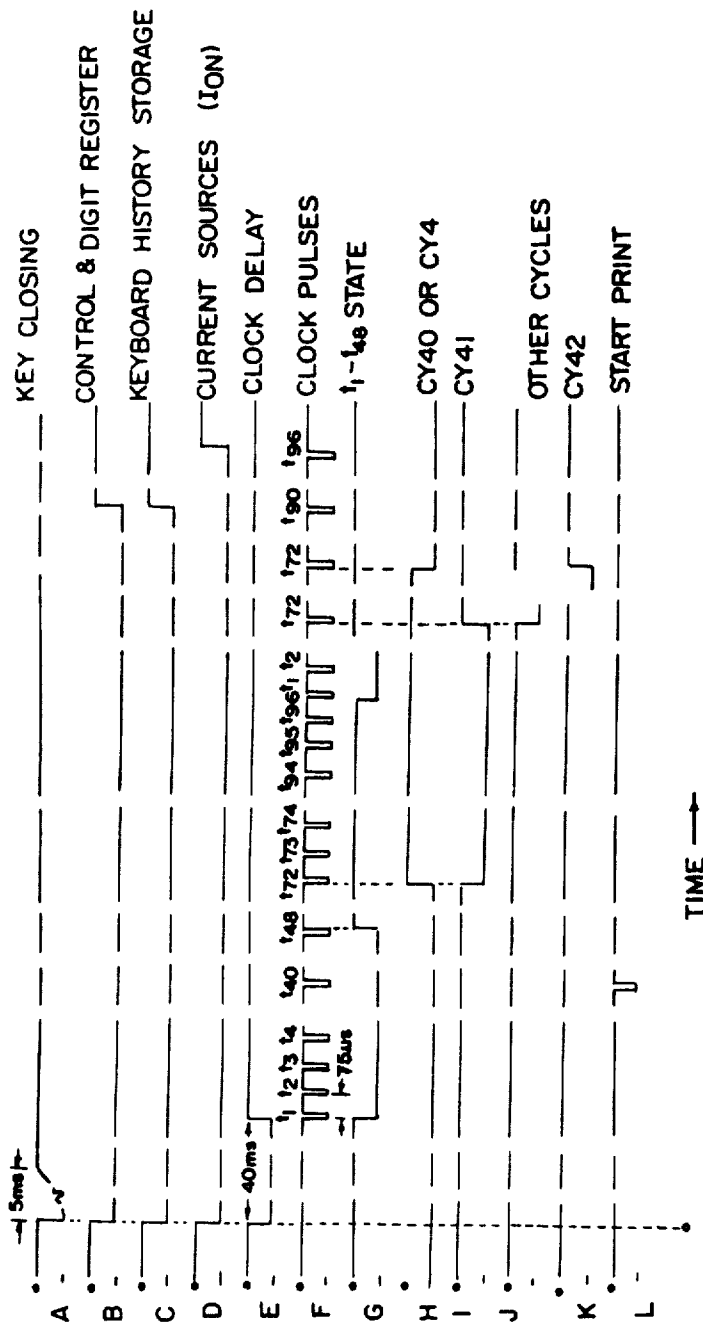 5ms
A KEY CLOSING
B CONTROL & DIGIT REGISTER
C KEYBOARD HISTORY STORAGE
D CURRENT SOURCES (ION)
E 40ms CLOCK DELAY
t1 t2 t3 t4 t40 t48 t72 t73 t74 t94 t95 t96 t1 t2 t72 t72 t90 t96
F CLOCK PULSES
75us
G t1-t48 STATE
H CY40 OR CY4
I CY41
J OTHER CYCLES
K CY42
L START PRINT
TIME